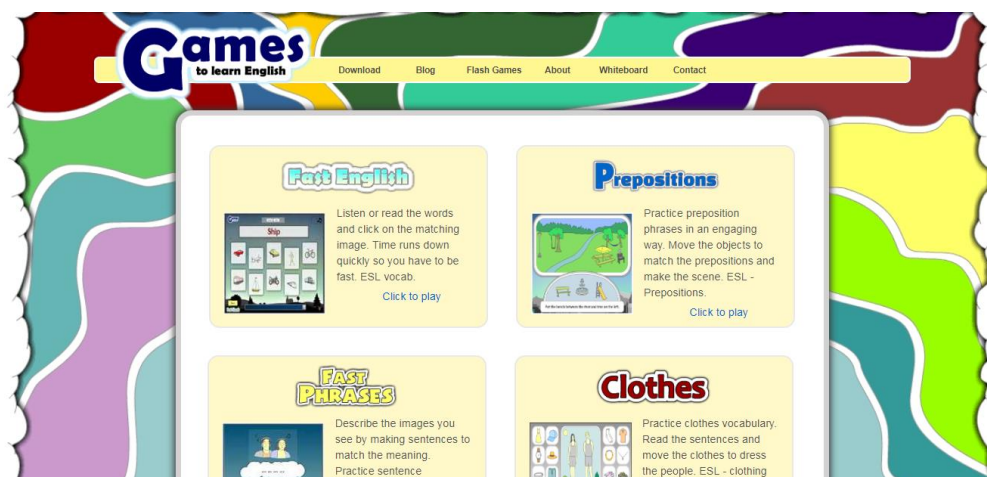 Games
to learn English
Download Blog Flash Games About Whiteboard Contact
Fast English
Listen or read the words
and click on the matching
image. Time runs down
quickly so you have to be
fast. ESL vocab.
Click to play
Ship
Prepositions
Practice preposition
phrases in an engaging
way. Move the objects to
match the prepositions and
make the scene. ESL -
Prepositions.
Click to play
Fast
Phrases
Describe the images you
see by making sentences to
match the meaning.
Practice sentence
Clothes
Practice clothes vocabulary.
Read the sentences and
move the clothes to dress
the people. ESL - clothing